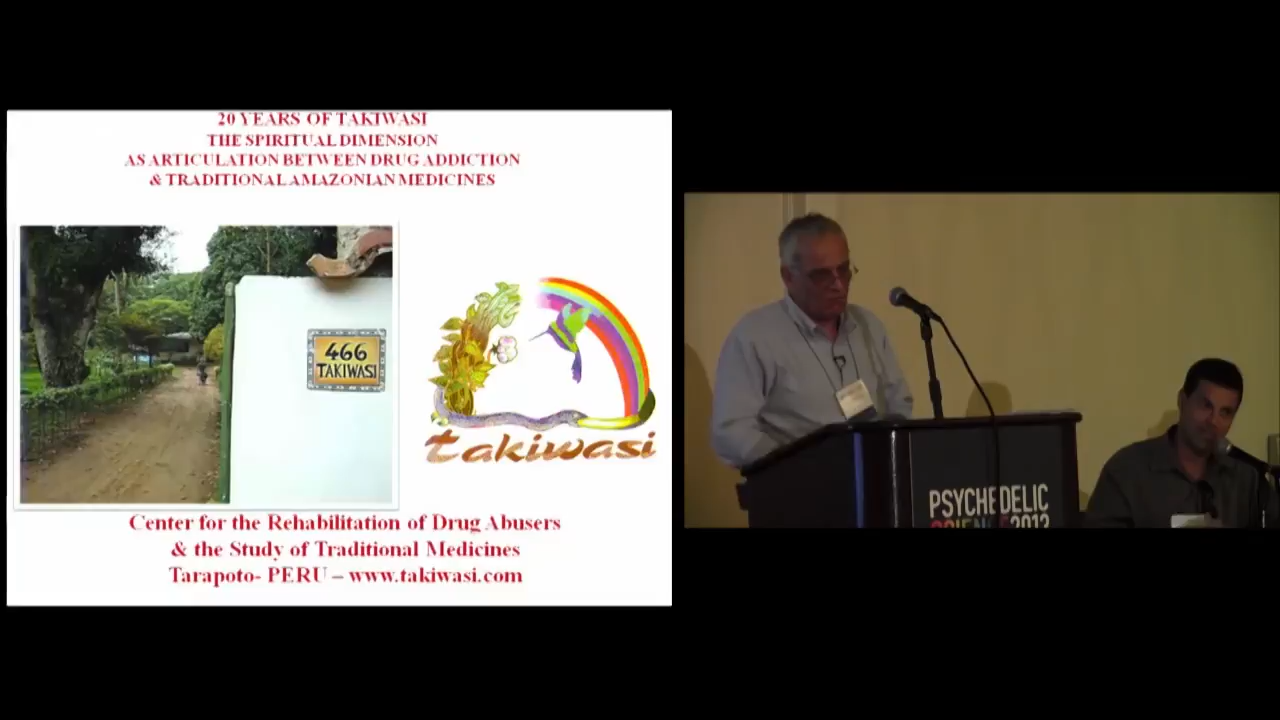 20 YEARS OF TAKIWASI
THE SPIRITUAL DIMENSION
AS ARTICULATION BETWEEN DRUG ADDICTION
& TRADITIONAL AMAZONIAN MEDICINES
466
TAKIWASI
takiwasi
Center for the Rehabilitation of Drug Abusers
& the Study of Traditional Medicines
Tarapoto- PERU – www.takiwasi.com
PSYCHEDELIC
SCIENCE2013